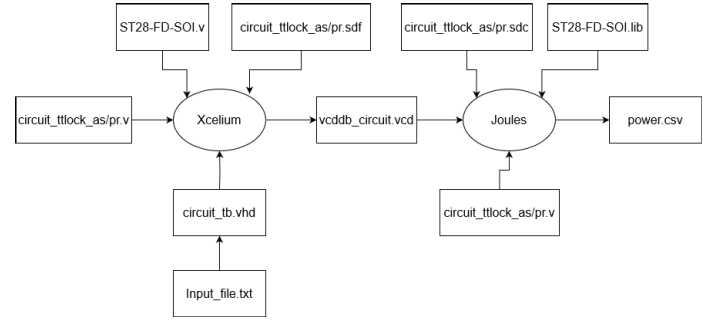 ST28-FD-SOI.v
circuit_ttlock_as/pr.sdf
circuit_ttlock_as/pr.sdc
ST28-FD-SOI.lib
circuit_ttlock_as/pr.v
Xcelium
vcddb_circuit.vcd
Joules
power.csv
circuit_tb.vhd
circuit_ttlock_as/pr.v
Input_file.txt